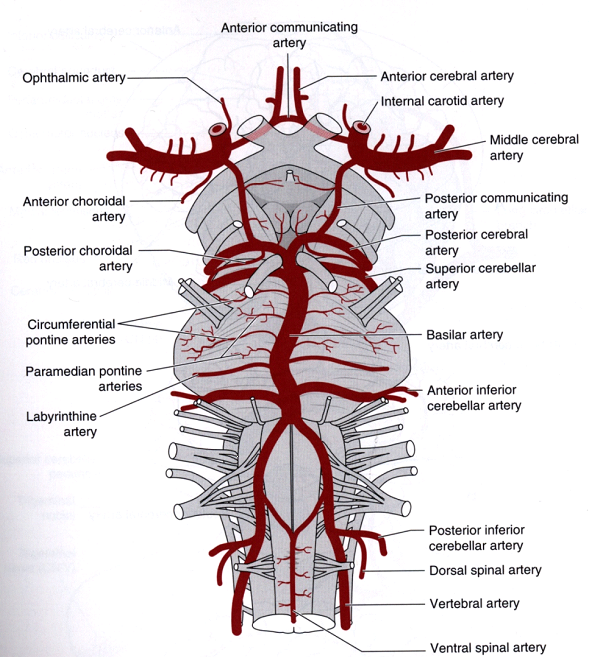 Anterior communicating
artery
Ophthalmic artery
Anterior cerebral artery
Internal carotid artery
Middle cerebral
artery
Anterior choroidal
artery
Posterior communicating
artery
Posterior choroidal
artery
Posterior cerebral
artery
Superior cerebellar
artery
Circumferential
pontine arteries
Basilar artery
Paramedian pontine
arteries
Anterior inferior
cerebellar artery
Labyrinthine
artery
Posterior inferior
cerebellar artery
Dorsal spinal artery
Vertebral artery
Ventral spinal artery